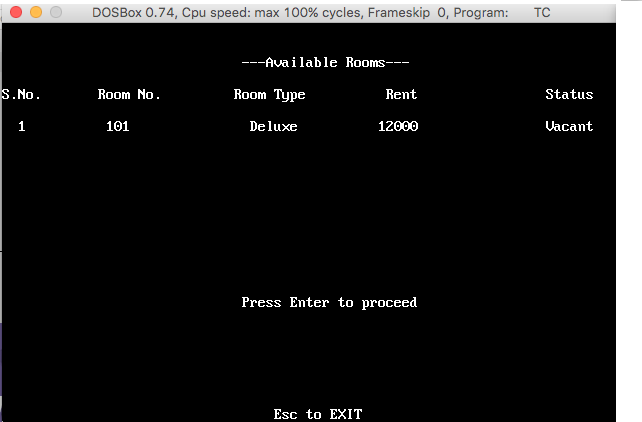 DOSBox 0.74, Cpu speed: max 100% cycles, Frameskip 0, Program: TC
---Available Rooms---
S.No. Room No. Room Type Rent Status
1 101 Deluxe 12000 Vacant
Press Enter to proceed
Esc to EXIT